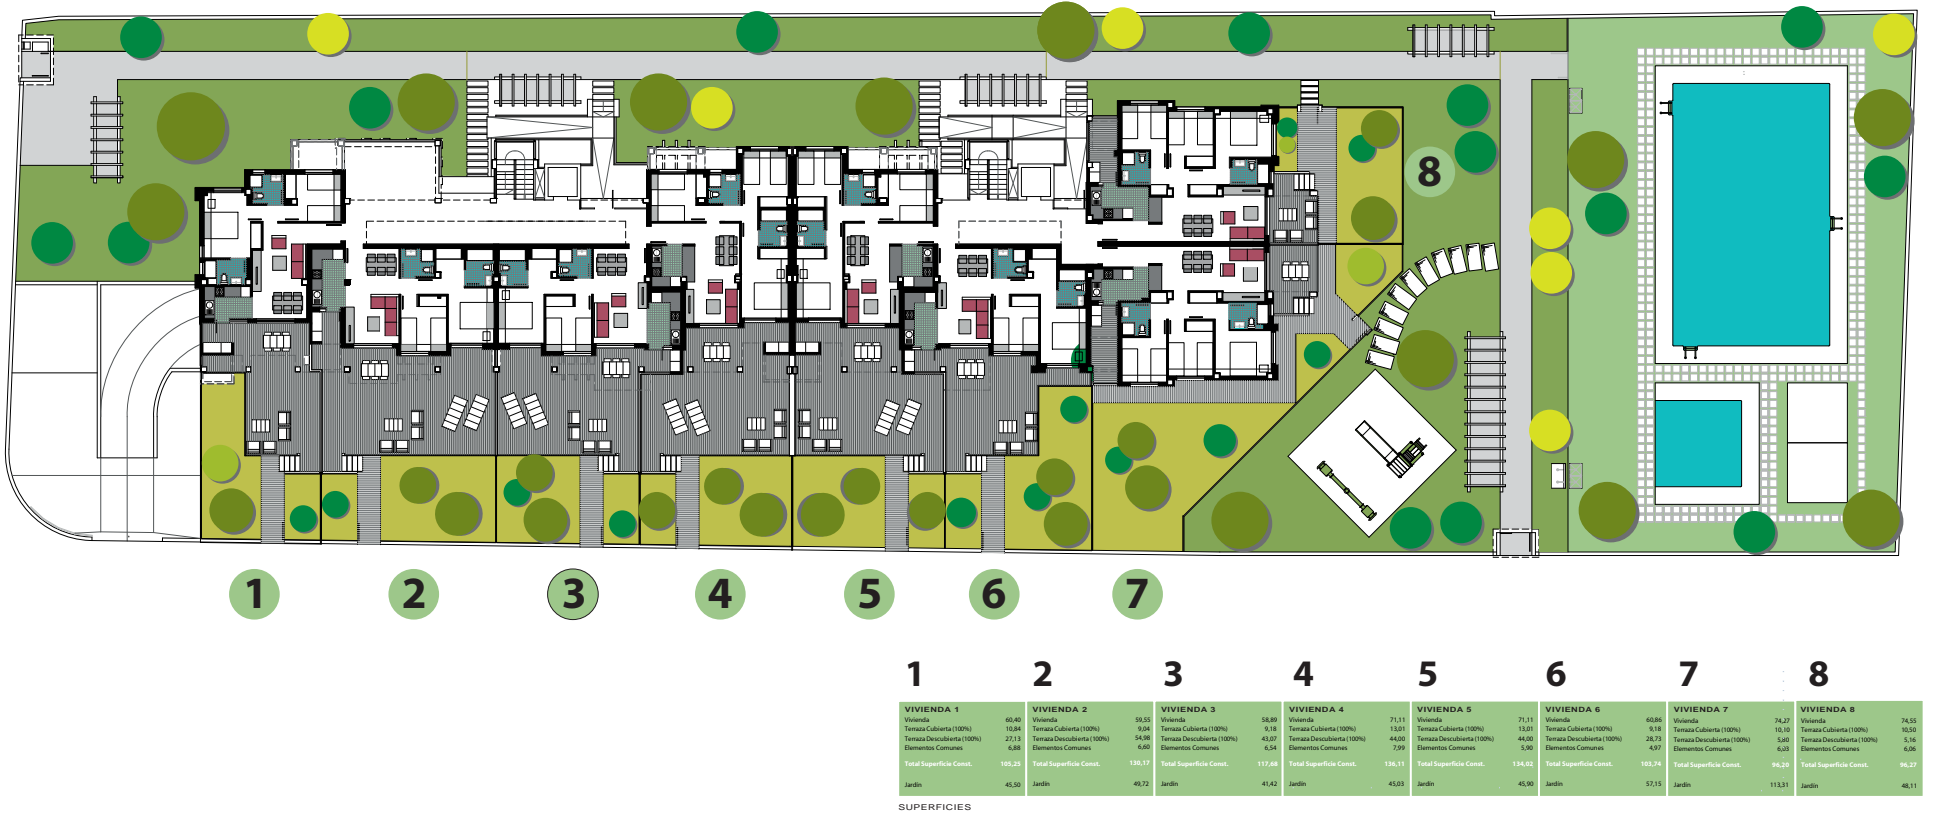 8
1 2 3 4 5 6 7
1 2 3 4 5 6 7 8
VIVIENDA 1
Vivienda 60,40
Terraza Cubierta (100%) 10,84
Terraza Descubierta (100%) 27,13
Elementos Comunes 6,88
Total Superficie Const. 105,25
Jardín 45,50
VIVIENDA 2
Vivienda 59,55
Terraza Cubierta (100%) 9,04
Terraza Descubierta (100%) 54,98
Elementos Comunes 6,60
Total Superficie Const. 130,17
Jardín 49,72
VIVIENDA 3
Vivienda 58,89
Terraza Cubierta (100%) 9,18
Terraza Descubierta (100%) 43,07
Elementos Comunes 6,54
Total Superficie Const. 117,68
Jardín 41,42
VIVIENDA 4
Vivienda 71,11
Terraza Cubierta (100%) 13,01
Terraza Descubierta (100%) 44,00
Elementos Comunes 7,99
Total Superficie Const. 136,11
Jardín 45,03
VIVIENDA 5
Vivienda 71,11
Terraza Cubierta (100%) 13,01
Terraza Descubierta (100%) 44,00
Elementos Comunes 5,90
Total Superficie Const. 134,02
Jardín 45,90
VIVIENDA 6
Vivienda 60,86
Terraza Cubierta (100%) 9,18
Terraza Descubierta (100%) 28,73
Elementos Comunes 4,97
Total Superficie Const. 103,74
Jardín 57,15
VIVIENDA 7
Vivienda 74,27
Terraza Cubierta (100%) 10,10
Terraza Descubierta (100%)
Elementos Comunes 6,03
Total Superficie Const. 96,20
Jardín 113,31
VIVIENDA 8
Vivienda 74,55
Terraza Cubierta (100%) 10,50
Terraza Descubierta (100%) 5,16
Elementos Comunes 6,06
Total Superficie Const. 96,27
Jardín 48,11
SUPERFICIES